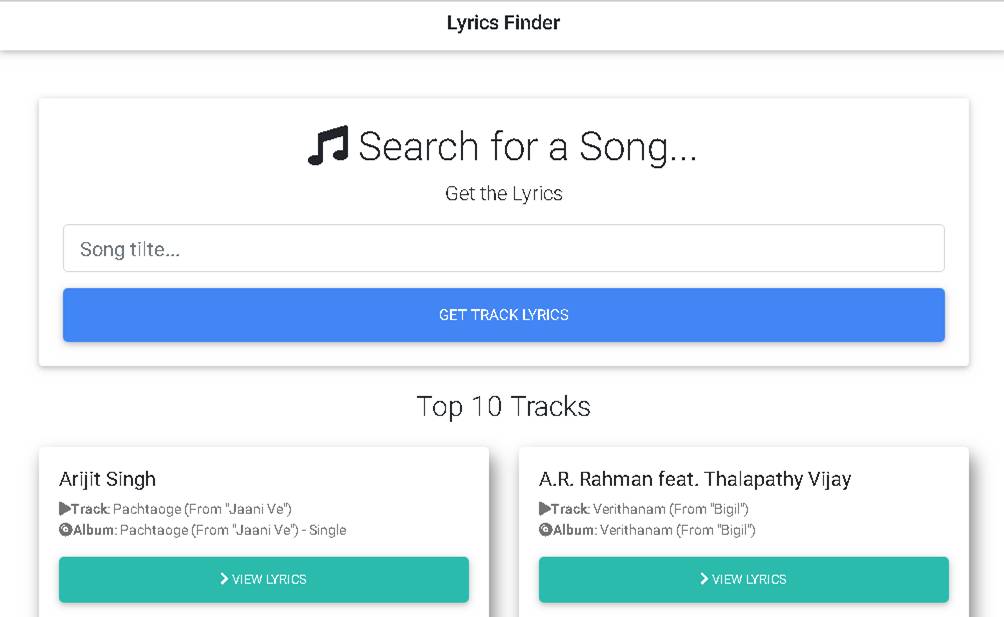 Lyrics Finder
Search for a Song...
Get the Lyrics
Song tilte...
GET TRACK LYRICS
Top 10 Tracks
Arijit Singh
Track: Pachtaoge (From "Jaani Ve")
Album: Pachtaoge (From "Jaani Ve") - Single
VIEW LYRICS
A.R. Rahman feat. Thalapathy Vijay
Track: Verithanam (From "Bigil")
Album: Verithanam (From "Bigil")
VIEW LYRICS